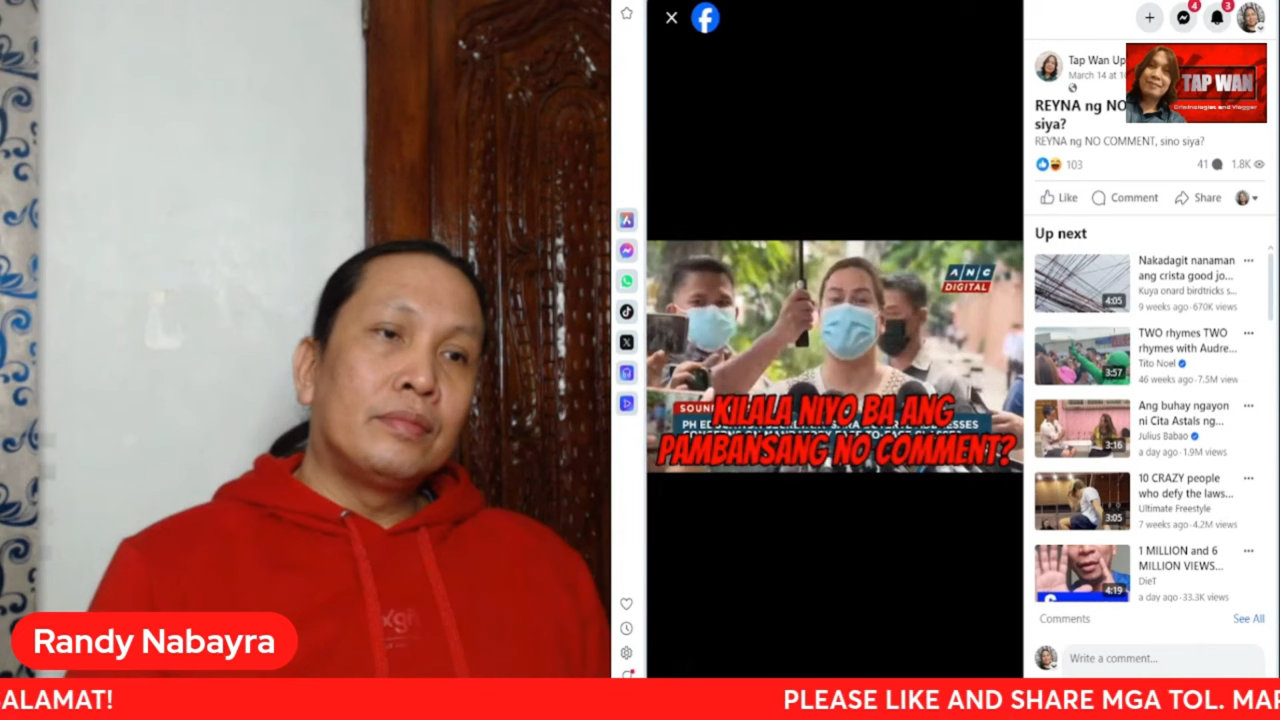 Randy Nabayra
ALAMAT!
PLEASE LIKE AND SHARE MGA TOL. MA
ANC
DIGITAL
SOUN
KILALA NIYO BA ANG
PAMBANSANG NO COMMENT?
4
3
Tap Wan Up
March 14 at 1
TAP WAN
REYNA ng NO
siya?
REYNA ng NO COMMENT, sino siya?
103
41
1.8K
Like
Comment
Share
Up next
Nakadagit nanaman
ang crista good jo...
Kuya onard birdtricks s...
9 weeks ago · 670K views
4:05
TWO rhymes TWO
rhymes with Audre...
Tito Noel
46 weeks ago · 7.5M view
3:57
Ang buhay ngayon
ni Cita Astals ng...
Julius Babao
a day ago · 1.9M views
3:16
10 CRAZY people
who defy the laws...
Ultimate Freestyle
7 weeks ago · 4.2M views
3:05
1 MILLION and 6
MILLION VIEWS...
DieT
a day ago · 33.3K views
4:19
Comments
See All
Write a comment...